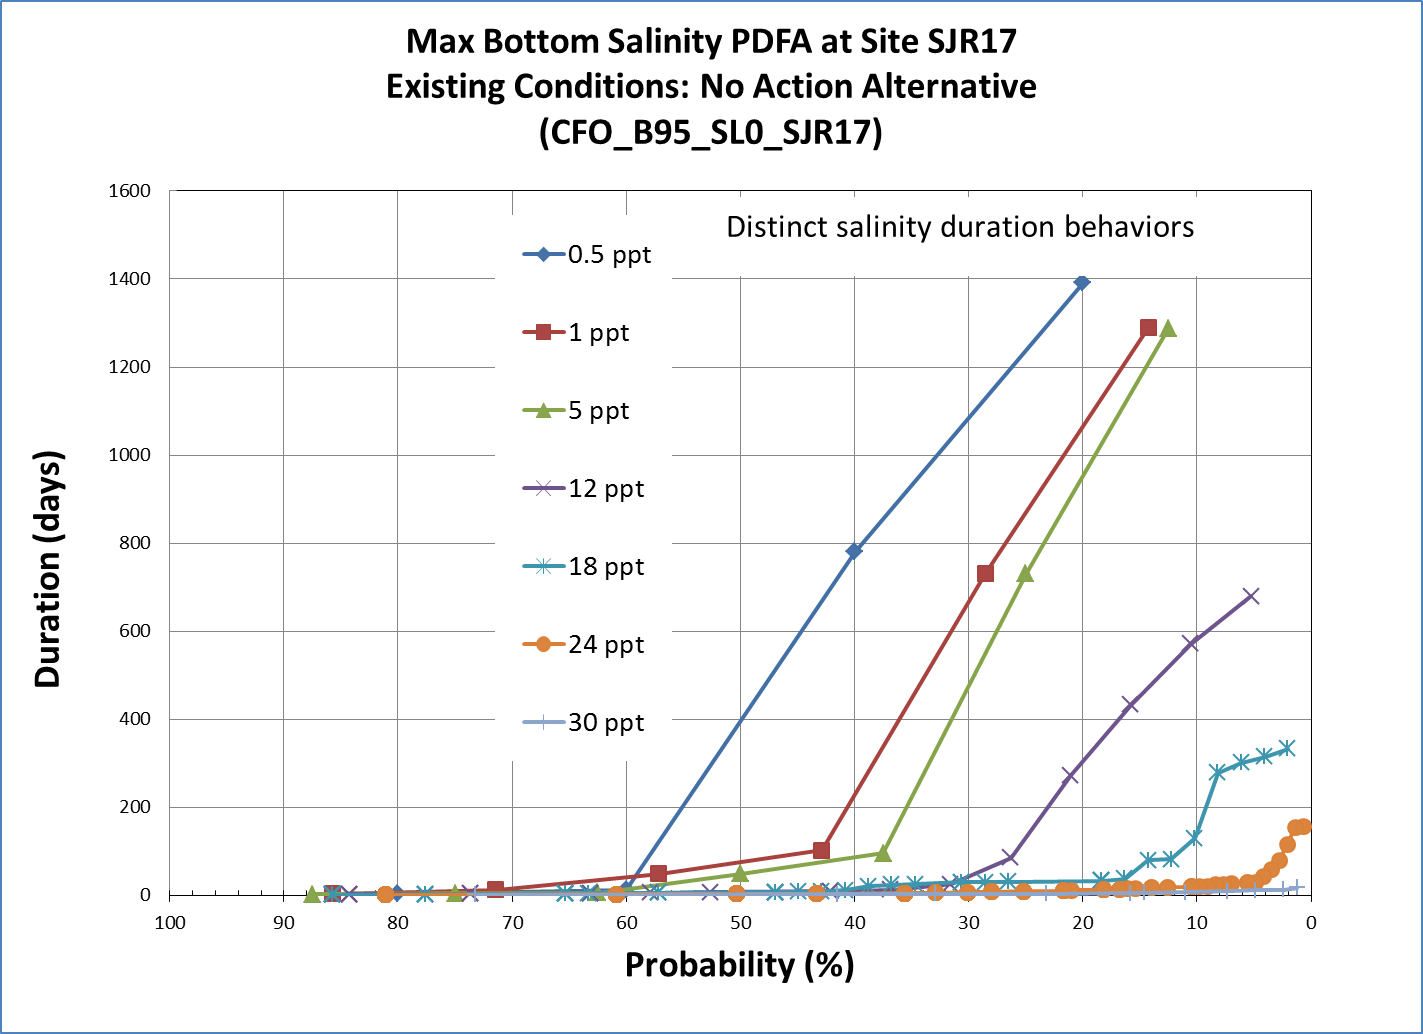 Max Bottom Salinity PDFA at Site SJR17
Existing Conditions: No Action Alternative
(CFO_B95_SL0_SJR17)
Distinct salinity duration behaviors
0.5 ppt
1 ppt
5 ppt
12 ppt
18 ppt
24 ppt
30 ppt
Duration (days)
1600
1400
1200
1000
800
600
400
200
0
100 90 80 70 60 50 40 30 20 10 0
Probability (%)